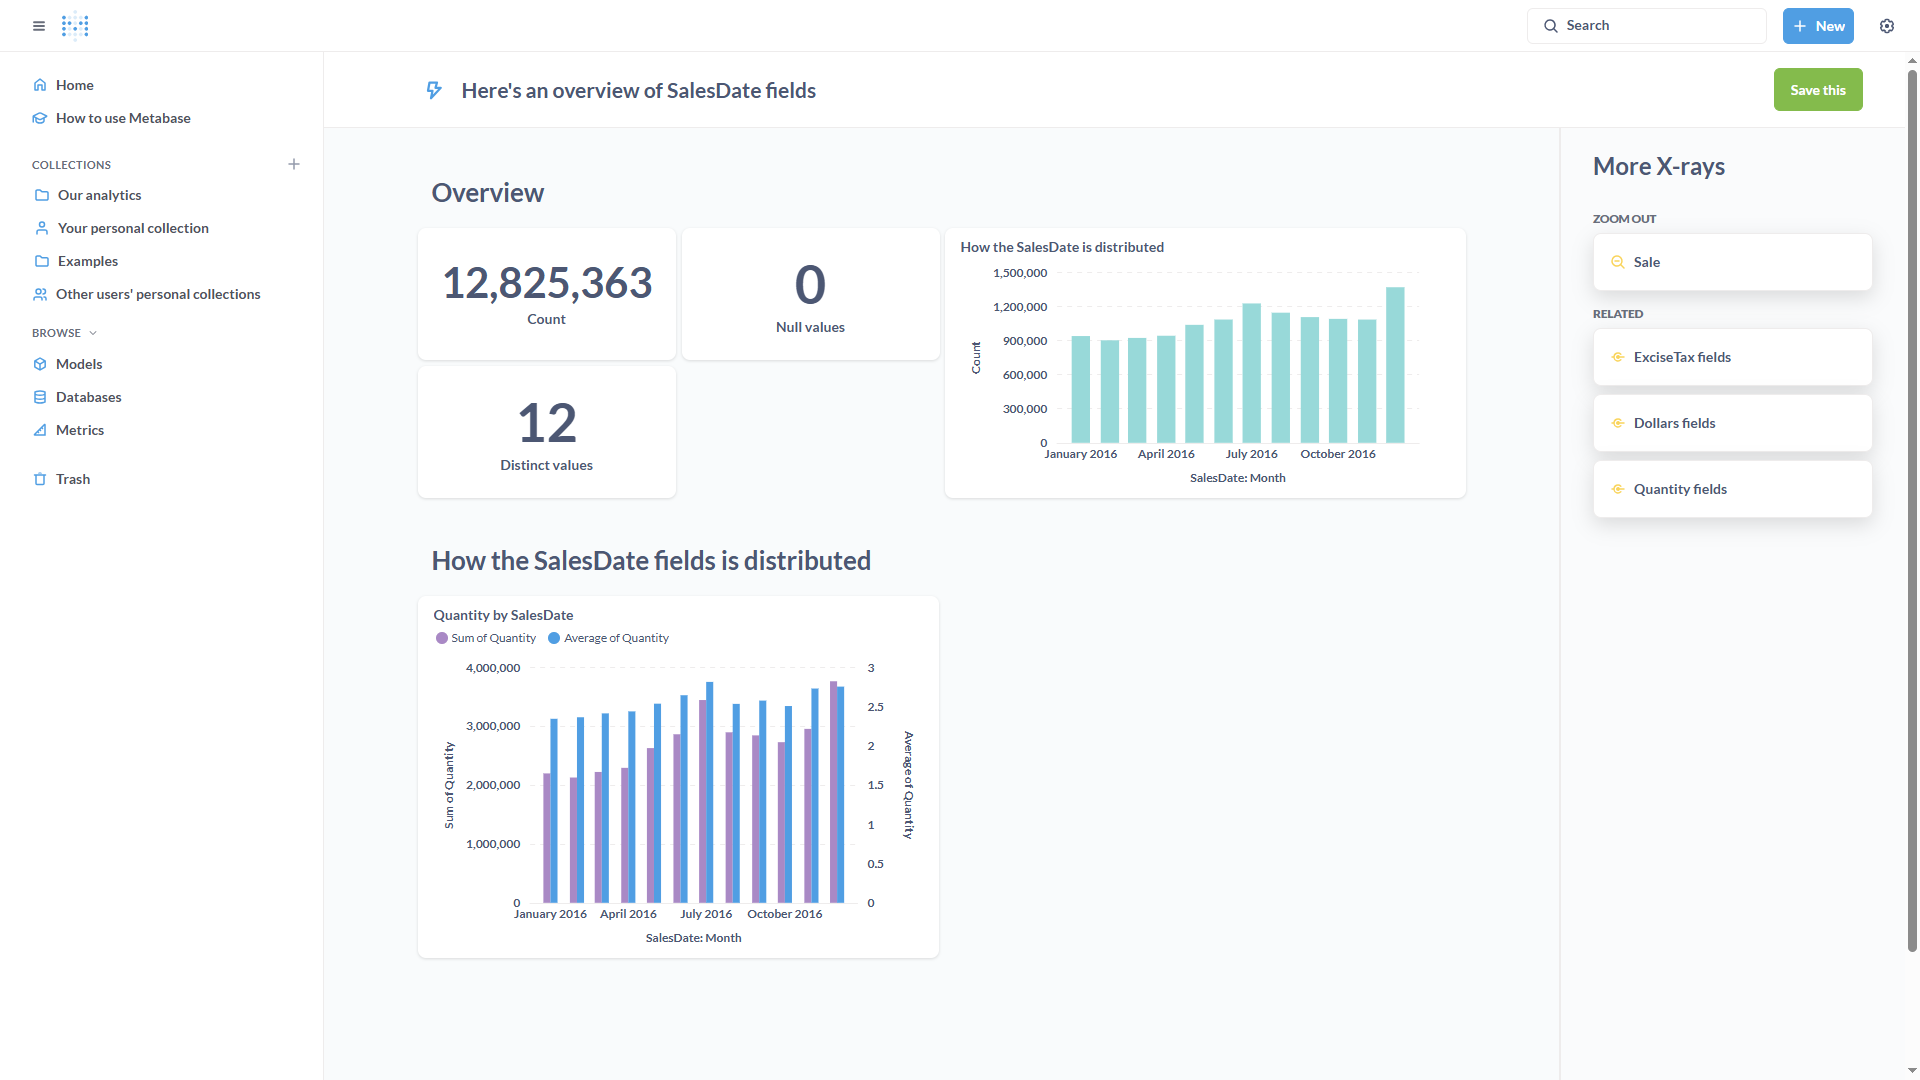 Search
New
Home
How to use Metabase
COLLECTIONS
Our analytics
Your personal collection
Examples
Other users' personal collections
BROWSE
Models
Databases
Metrics
Trash
Here's an overview of SalesDate fields
Save this
Overview
12,825,363
Count
0
Null values
12
Distinct values
How the SalesDate is distributed
1,500,000
1,200,000
900,000
600,000
300,000
0
Count
January 2016
April 2016
July 2016
October 2016
SalesDate: Month
How the SalesDate fields is distributed
Quantity by SalesDate
Sum of Quantity
Average of Quantity
4,000,000
3,000,000
2,000,000
1,000,000
0
Sum of Quantity
3
2.5
2
1.5
1
0.5
0
Average of Quantity
January 2016
April 2016
July 2016
October 2016
SalesDate: Month
More X-rays
ZOOM OUT
Sale
RELATED
ExciseTax fields
Dollars fields
Quantity fields